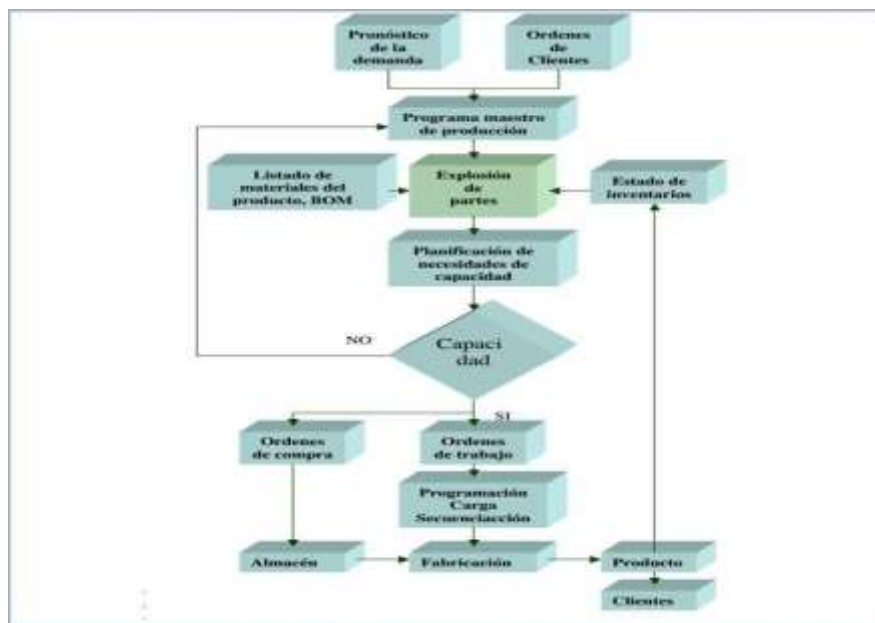 Pronóstico
de la
demanda
Ordenes
de
Clientes
Programa maestro
de producción
Listado de
materiales del
producto, BOM
Explosión
de
partes
Estado de
inventarios
Planificación de
necesidades de
capacidad
NO
Capaci
dad
SI
Ordenes
de compra
Ordenes
de trabajo
Programación
Carga
Secuenciacción
Almacén
Fabricación
Producto
Clientes